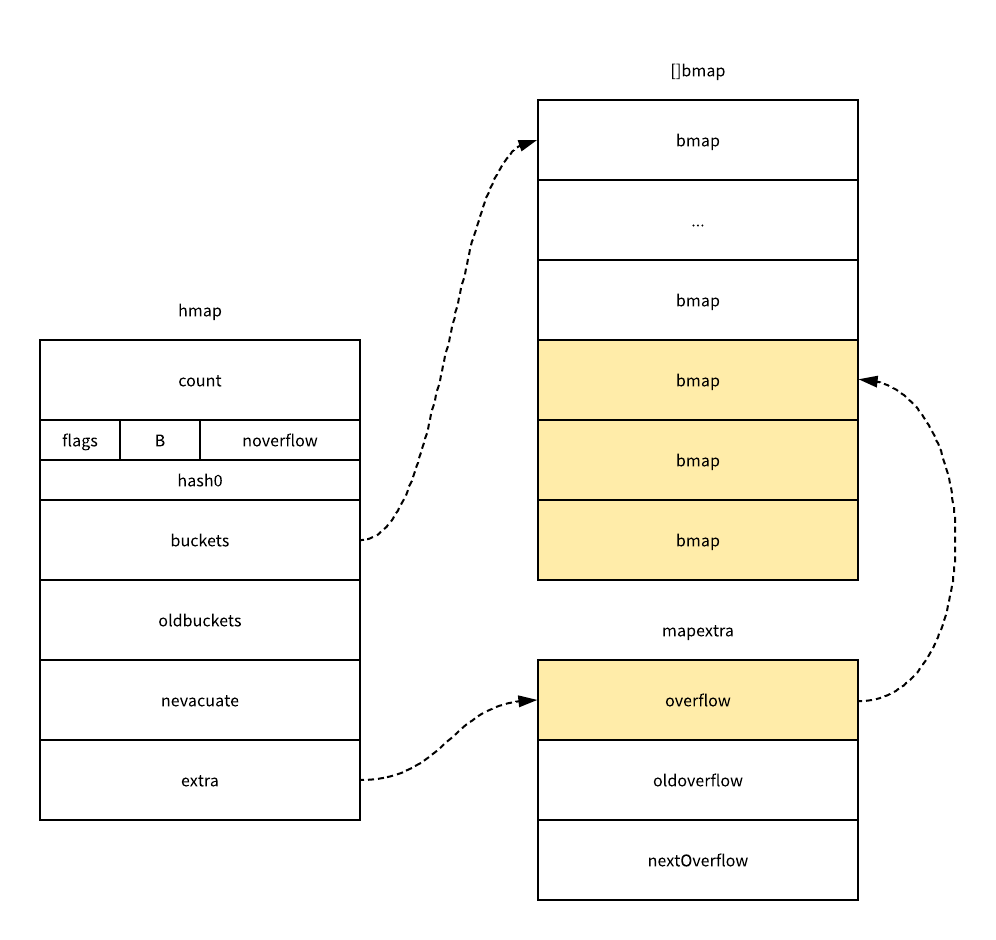 []bmap
bmap
...
bmap
bmap
bmap
bmap
hmap
count
flags B noverflow
hash0
buckets
oldbuckets
nevacuate
extra
mapextra
overflow
oldoverflow
nextOverflow